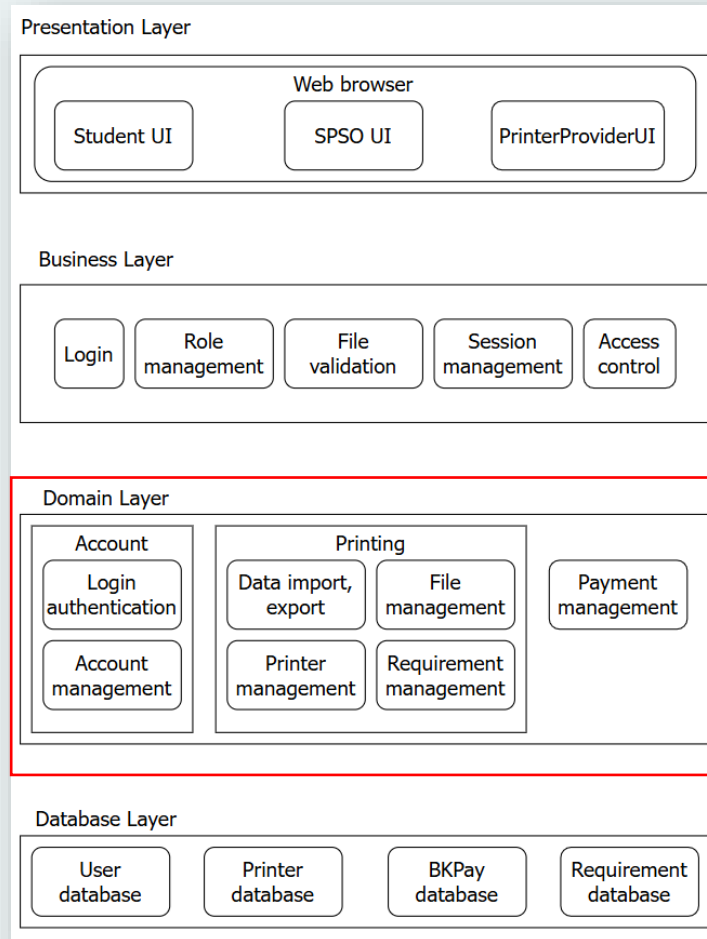 Presentation Layer
Web browser
Student UI
SPSO UI
PrinterProviderUI
Business Layer
Login
Role
management
File
validation
Session
management
Access
control
Domain Layer
Account
Login
authentication
Account
management
Printing
Data import,
export
File
management
Printer
management
Requirement
management
Payment
management
Database Layer
User
database
Printer
database
BKPay
database
Requirement
database